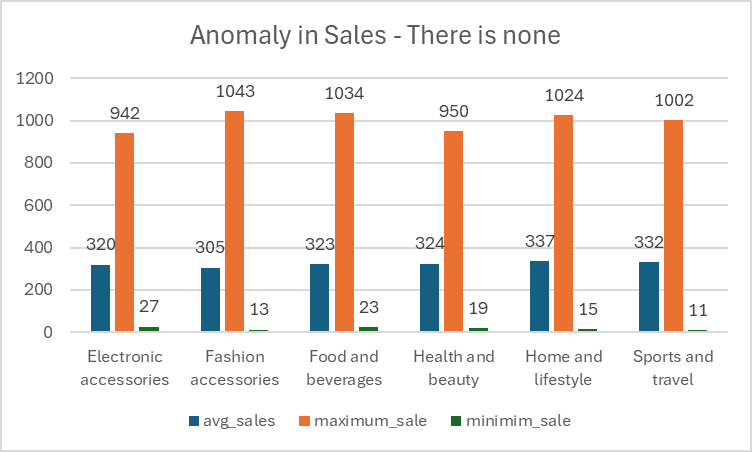 Anomaly in Sales - There is none
1200
1000
800
600
400
200
0
942
1043
1034
950
1024
1002
320
305
323
324
337
332
27
13
23
19
15
11
Electronic
accessories
Fashion
accessories
Food and
beverages
Health and
beauty
Home and
lifestyle
Sports and
travel
avg_sales
maximum_sale
minimim_sale